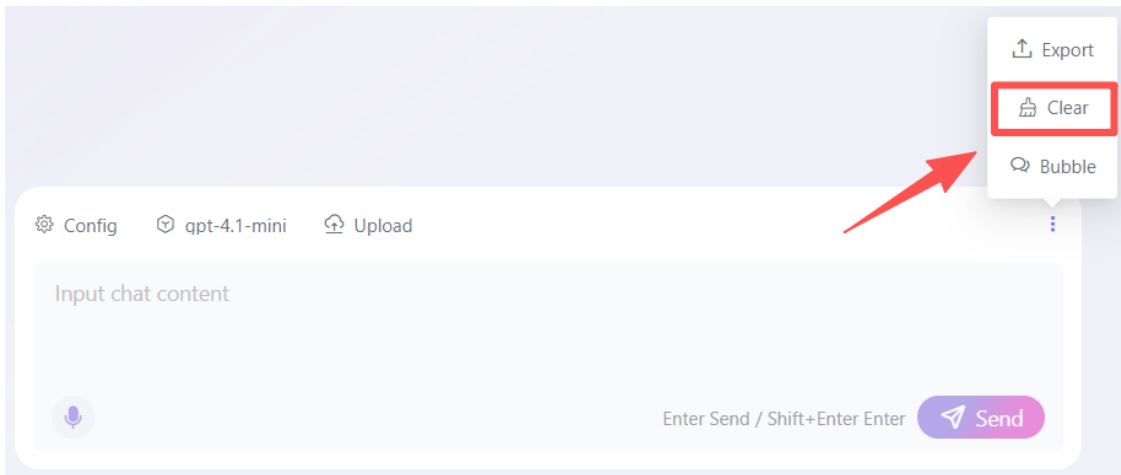 Export
Clear
Bubble
Config gpt-4.1-mini Upload
Input chat content
Enter Send / Shift+Enter Enter Send